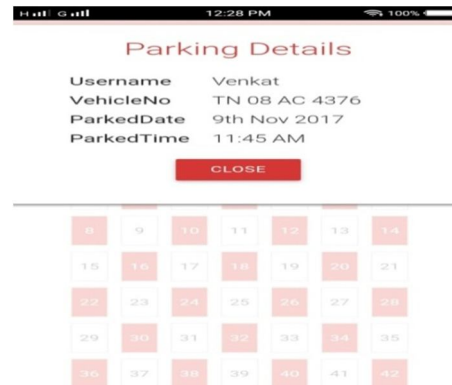 H G 12:28 PM 100%
Parking Details
Username Venkat
VehicleNo TN 08 AC 4376
ParkedDate 9th Nov 2017
ParkedTime 11:45 AM
CLOSE
8 9 10 11 12 13 14
15 16 17 18 19 20 21
22 23 24 25 26 27 28
29 30 31 32 33 34 35
36 37 38 39 40 41 42